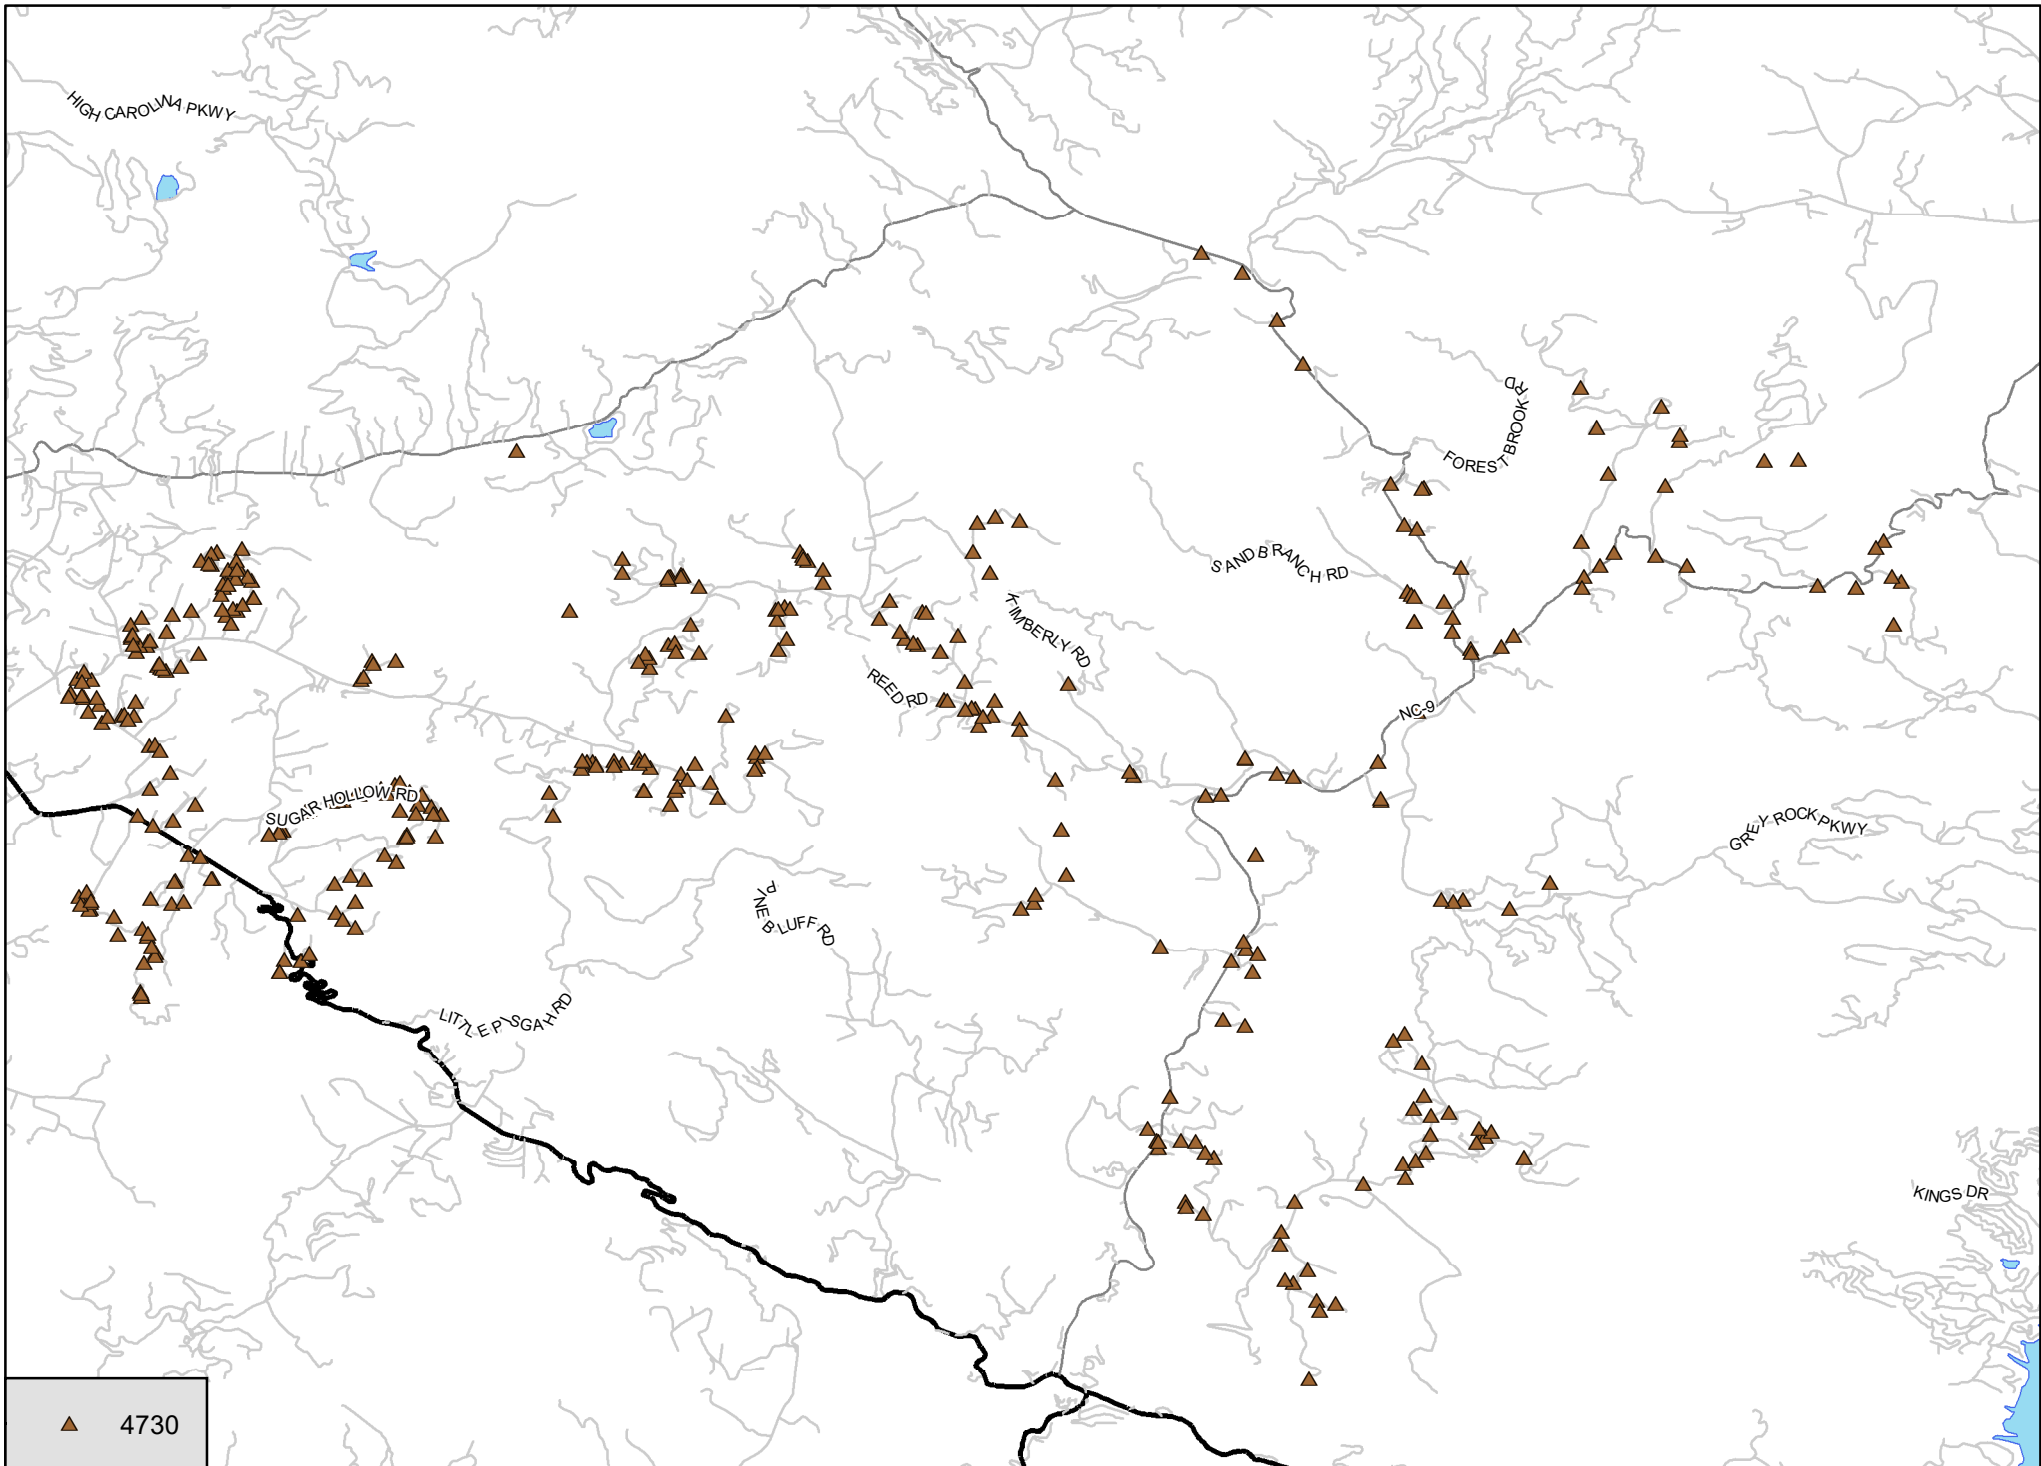 HIGH CAROLINA PKWY
FOREST BROOK RD
SAND BRANCH RD
KIMBERLY RD
REED RD
NC-9
SUGAR HOLLOW RD
GREY ROCK PKWY
PINE BLUFF RD
LITTLE PISGAH RD
KINGS DR
4730